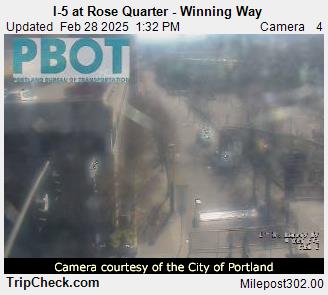 I-5 at Rose Quarter - Winning Way
Updated Feb 28 2025 1:32 PM Camera 4
PBOT
PORTLAND BUREAU OF TRANSPORTATION
Camera courtesy of the City of Portland
TripCheck.com Milepost302.00